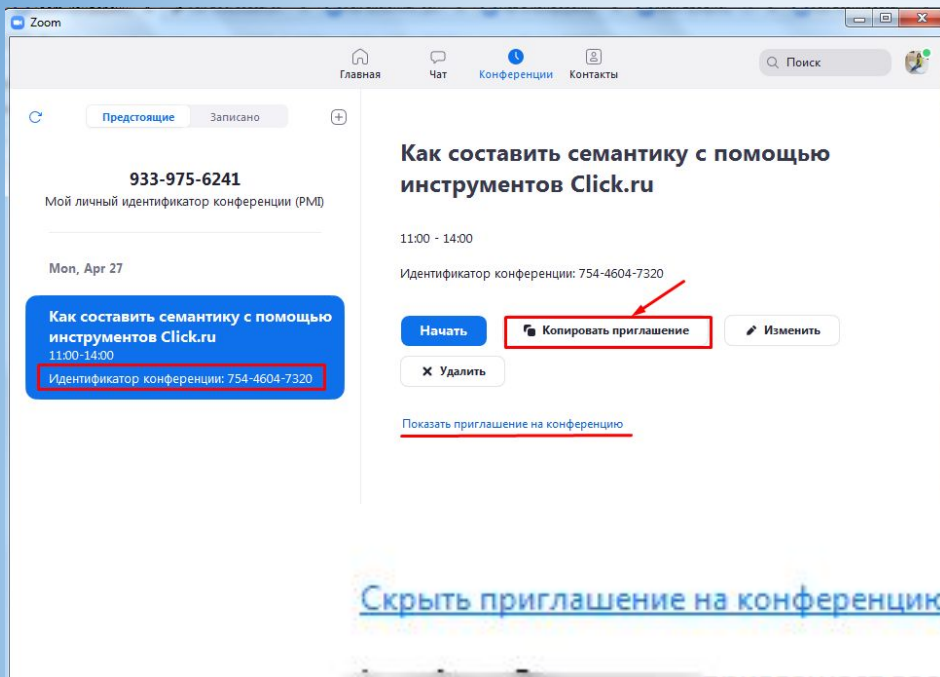 Zoom
Главная
Чат
Конференции
Контакты
Поиск
Предстоящие
Записано
933-975-6241
Мой личный идентификатор конференции (PMI)
Mon, Apr 27
Как составить семантику с помощью
инструментов Click.ru
11:00-14:00
Идентификатор конференции: 754-4604-7320
Как составить семантику с помощью
инструментов Click.ru
11:00 - 14:00
Идентификатор конференции: 754-4604-7320
Начать
Копировать приглашение
Изменить
Удалить
Показать приглашение на конференцию
Скрыть приглашение на конференцию